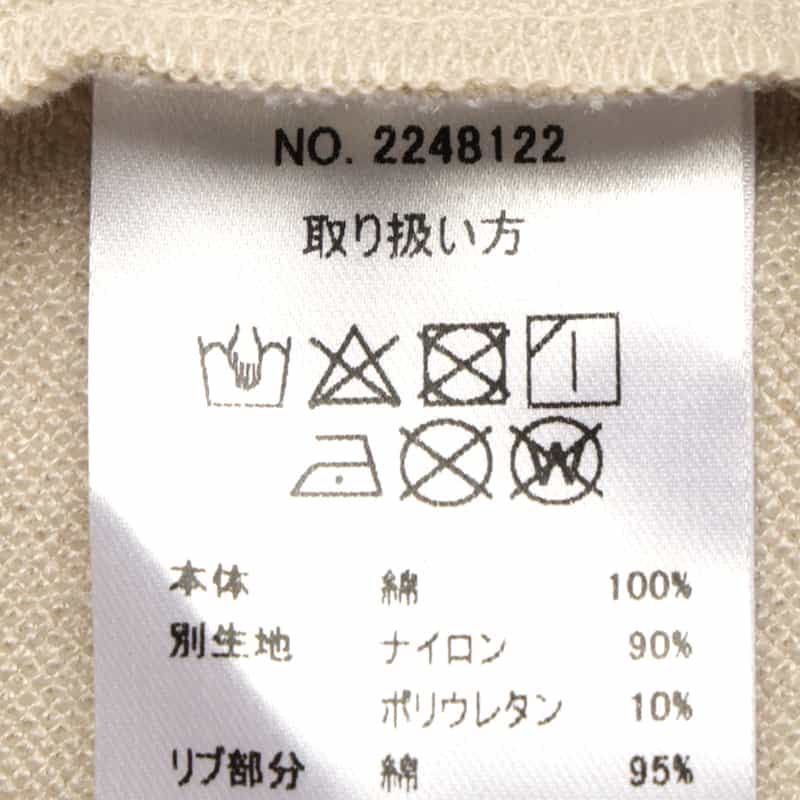 NO. 2248122
取り扱い方
W
本体 綿 100%
別生地 ナイロン 90%
ポリウレタン 10%
リブ部分 綿 95%